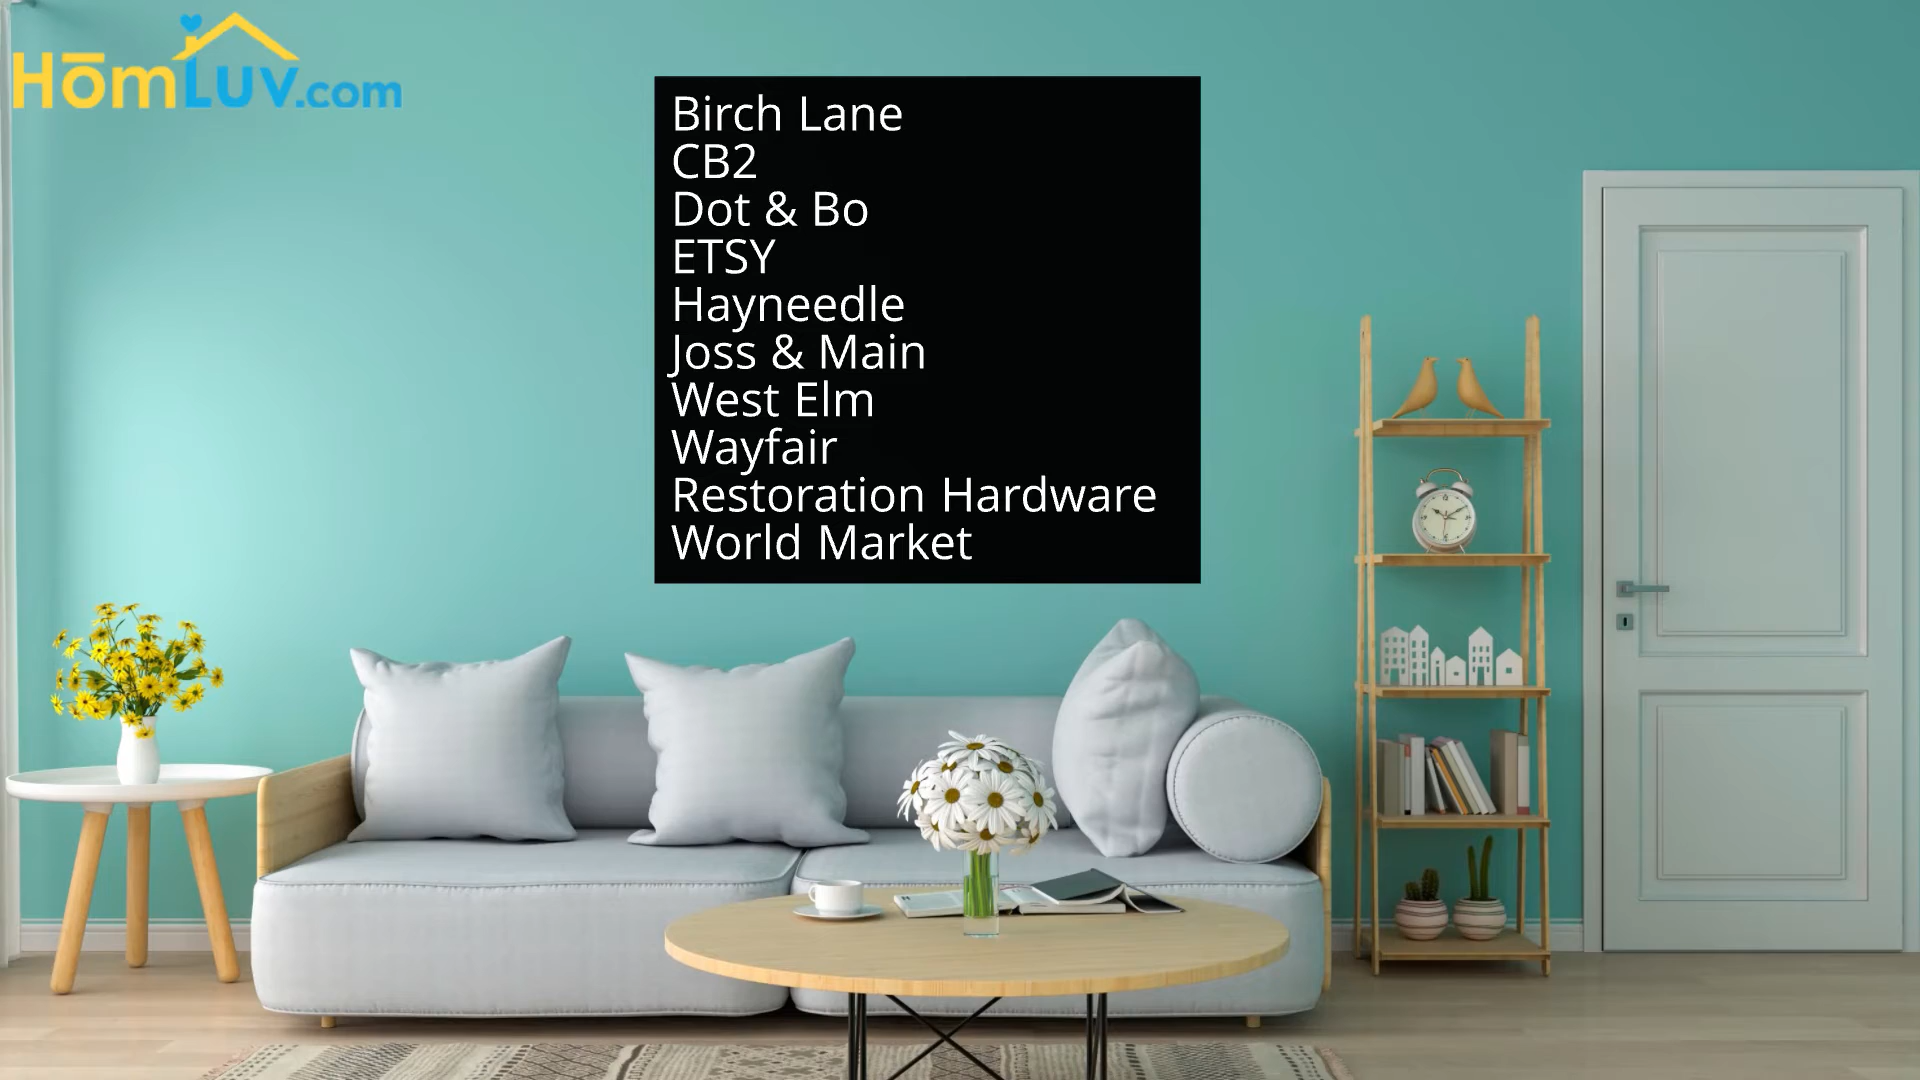 HōmLuv.com
Birch Lane
CB2
Dot & Bo
ETSY
Hayneedle
Joss & Main
West Elm
Wayfair
Restoration Hardware
World Market